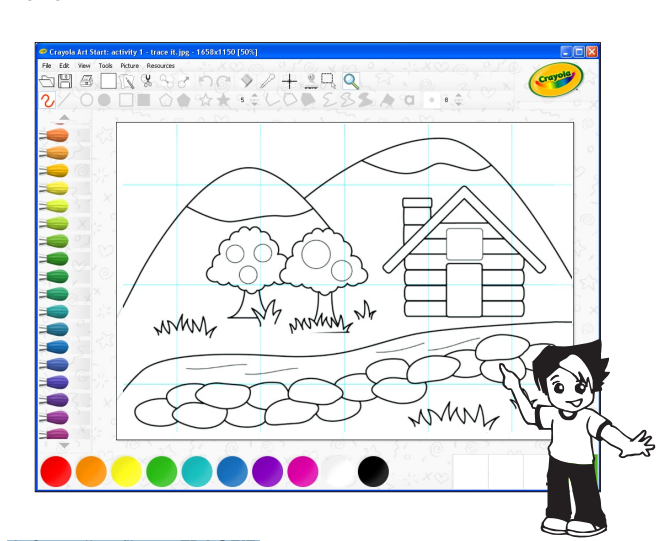 Crayola Art Start: activity 1 - trace it.jpg - 1658x1150 [50%]
File Edit View Tools Picture Resources
Crayola
5
a
8